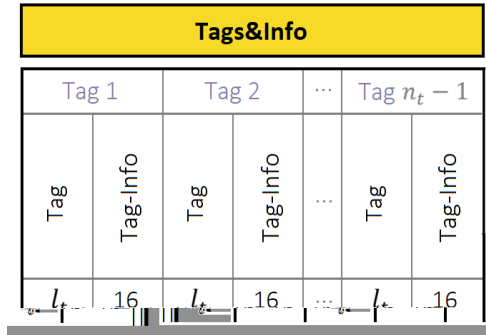 Tags&Info
Tag 1 Tag 2 ... Tag nₜ − 1
Tag Tag-Info Tag Tag-Info ... Tag Tag-Info
lₜ 16 lₜ 16 ... lₜ 16